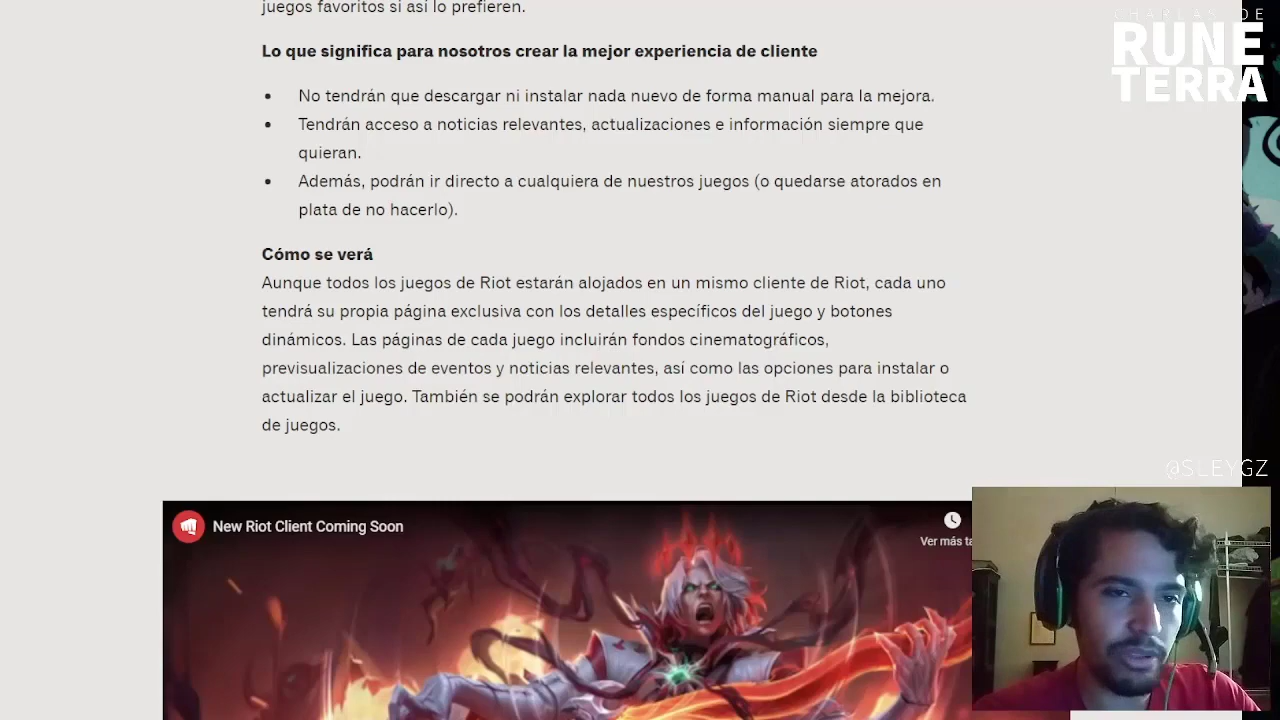 juegos favoritos si así lo prefieren.
Lo que significa para nosotros crear la mejor experiencia de cliente
• No tendrán que descargar ni instalar nada nuevo de forma manual para la mejora.
• Tendrán acceso a noticias relevantes, actualizaciones e información siempre que
quieran.
• Además, podrán ir directo a cualquiera de nuestros juegos (o quedarse atorados en
plata de no hacerlo).
Cómo se verá
Aunque todos los juegos de Riot estarán alojados en un mismo cliente de Riot, cada uno
tendrá su propia página exclusiva con los detalles específicos del juego y botones
dinámicos. Las páginas de cada juego incluirán fondos cinematográficos,
previsualizaciones de eventos y noticias relevantes, así como las opciones para instalar o
actualizar el juego. También se podrán explorar todos los juegos de Riot desde la biblioteca
de juegos.
New Riot Client Coming Soon
Ver más ta
CHARLAS DE
RUNE
TERRA
@SLEYGZ